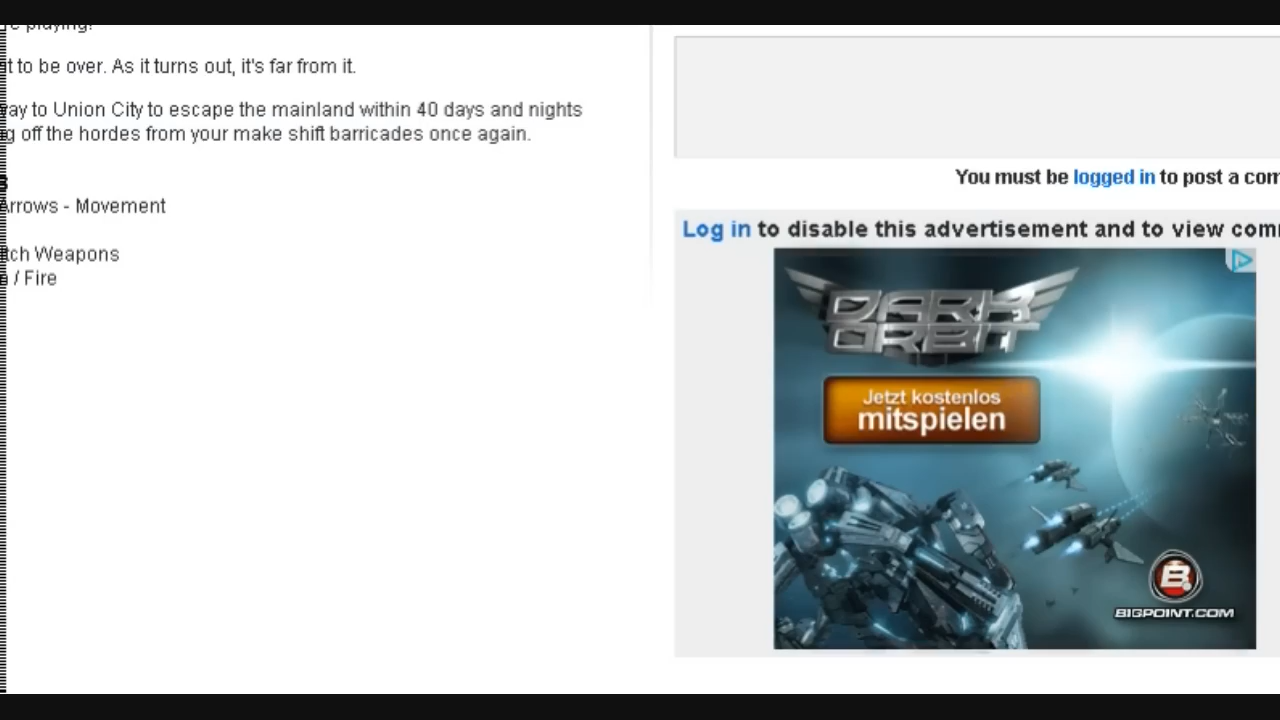 playing!
t to be over. As it turns out, it's far from it.
way to Union City to escape the mainland within 40 days and nights
g off the hordes from your make shift barricades once again.
Arrows - Movement
tch Weapons
/ Fire
You must be logged in to post a com
Log in to disable this advertisement and to view com
DARK
ORBIT
Jetzt kostenlos
mitspielen
B
BIGPOINT.COM